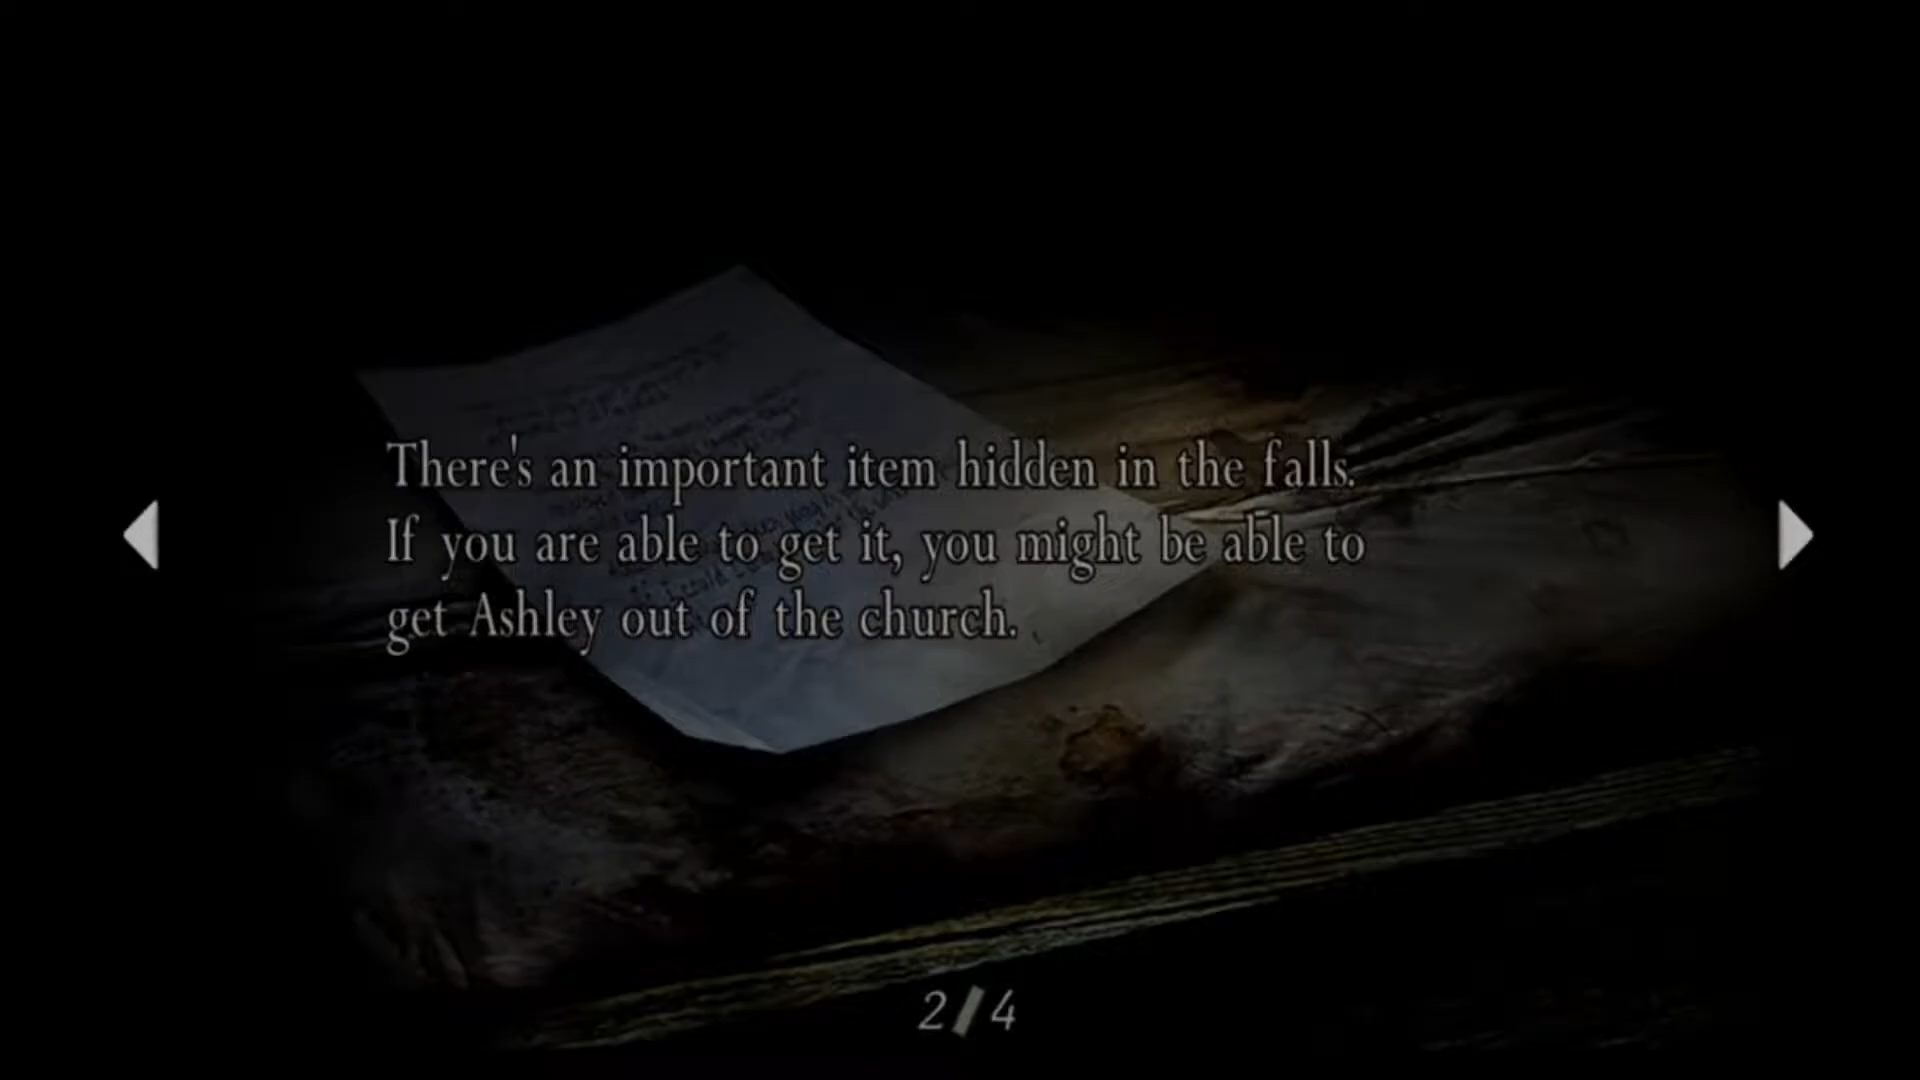 There's an important item hidden in the falls.
If you are able to get it, you might be able to
get Ashley out of the church.
2/4